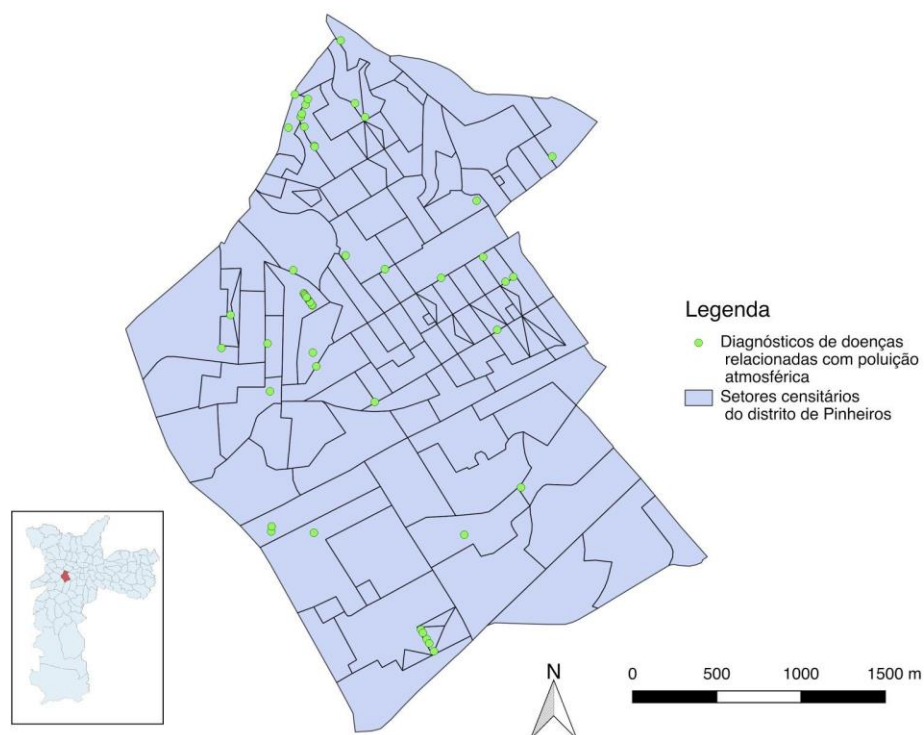 Legenda
Diagnósticos de doenças
relacionadas com poluição
atmosférica
Setores censitários
do distrito de Pinheiros
N
0 500 1000 1500 m